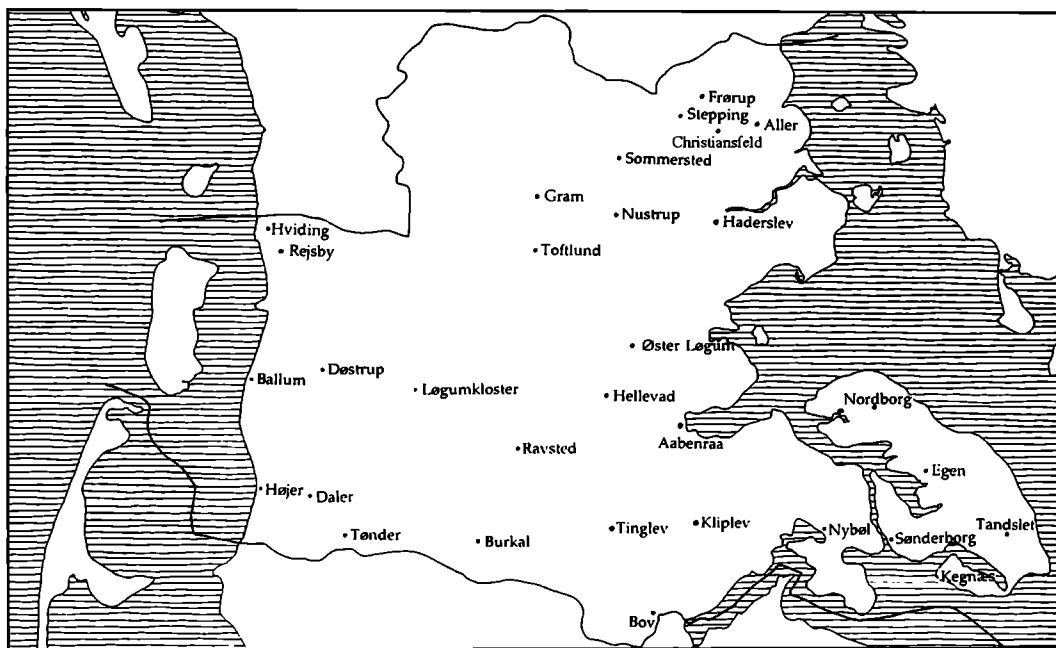 Frørup
Stepping
Aller
Christiansfeld
Sommersted
Gram
Nustrup
Haderslev
Hviding
Rejsby
Toftlund
Øster Løgum
Døstrup
Ballum
Løgumkloster
Hellevad
Nordborg
Aabenraa
Ravsted
Egen
Højer
Daler
Tinglev
Kliplev
Nybøl
Tandslet
Tønder
Burkal
Sønderborg
Kegnæs
Bov